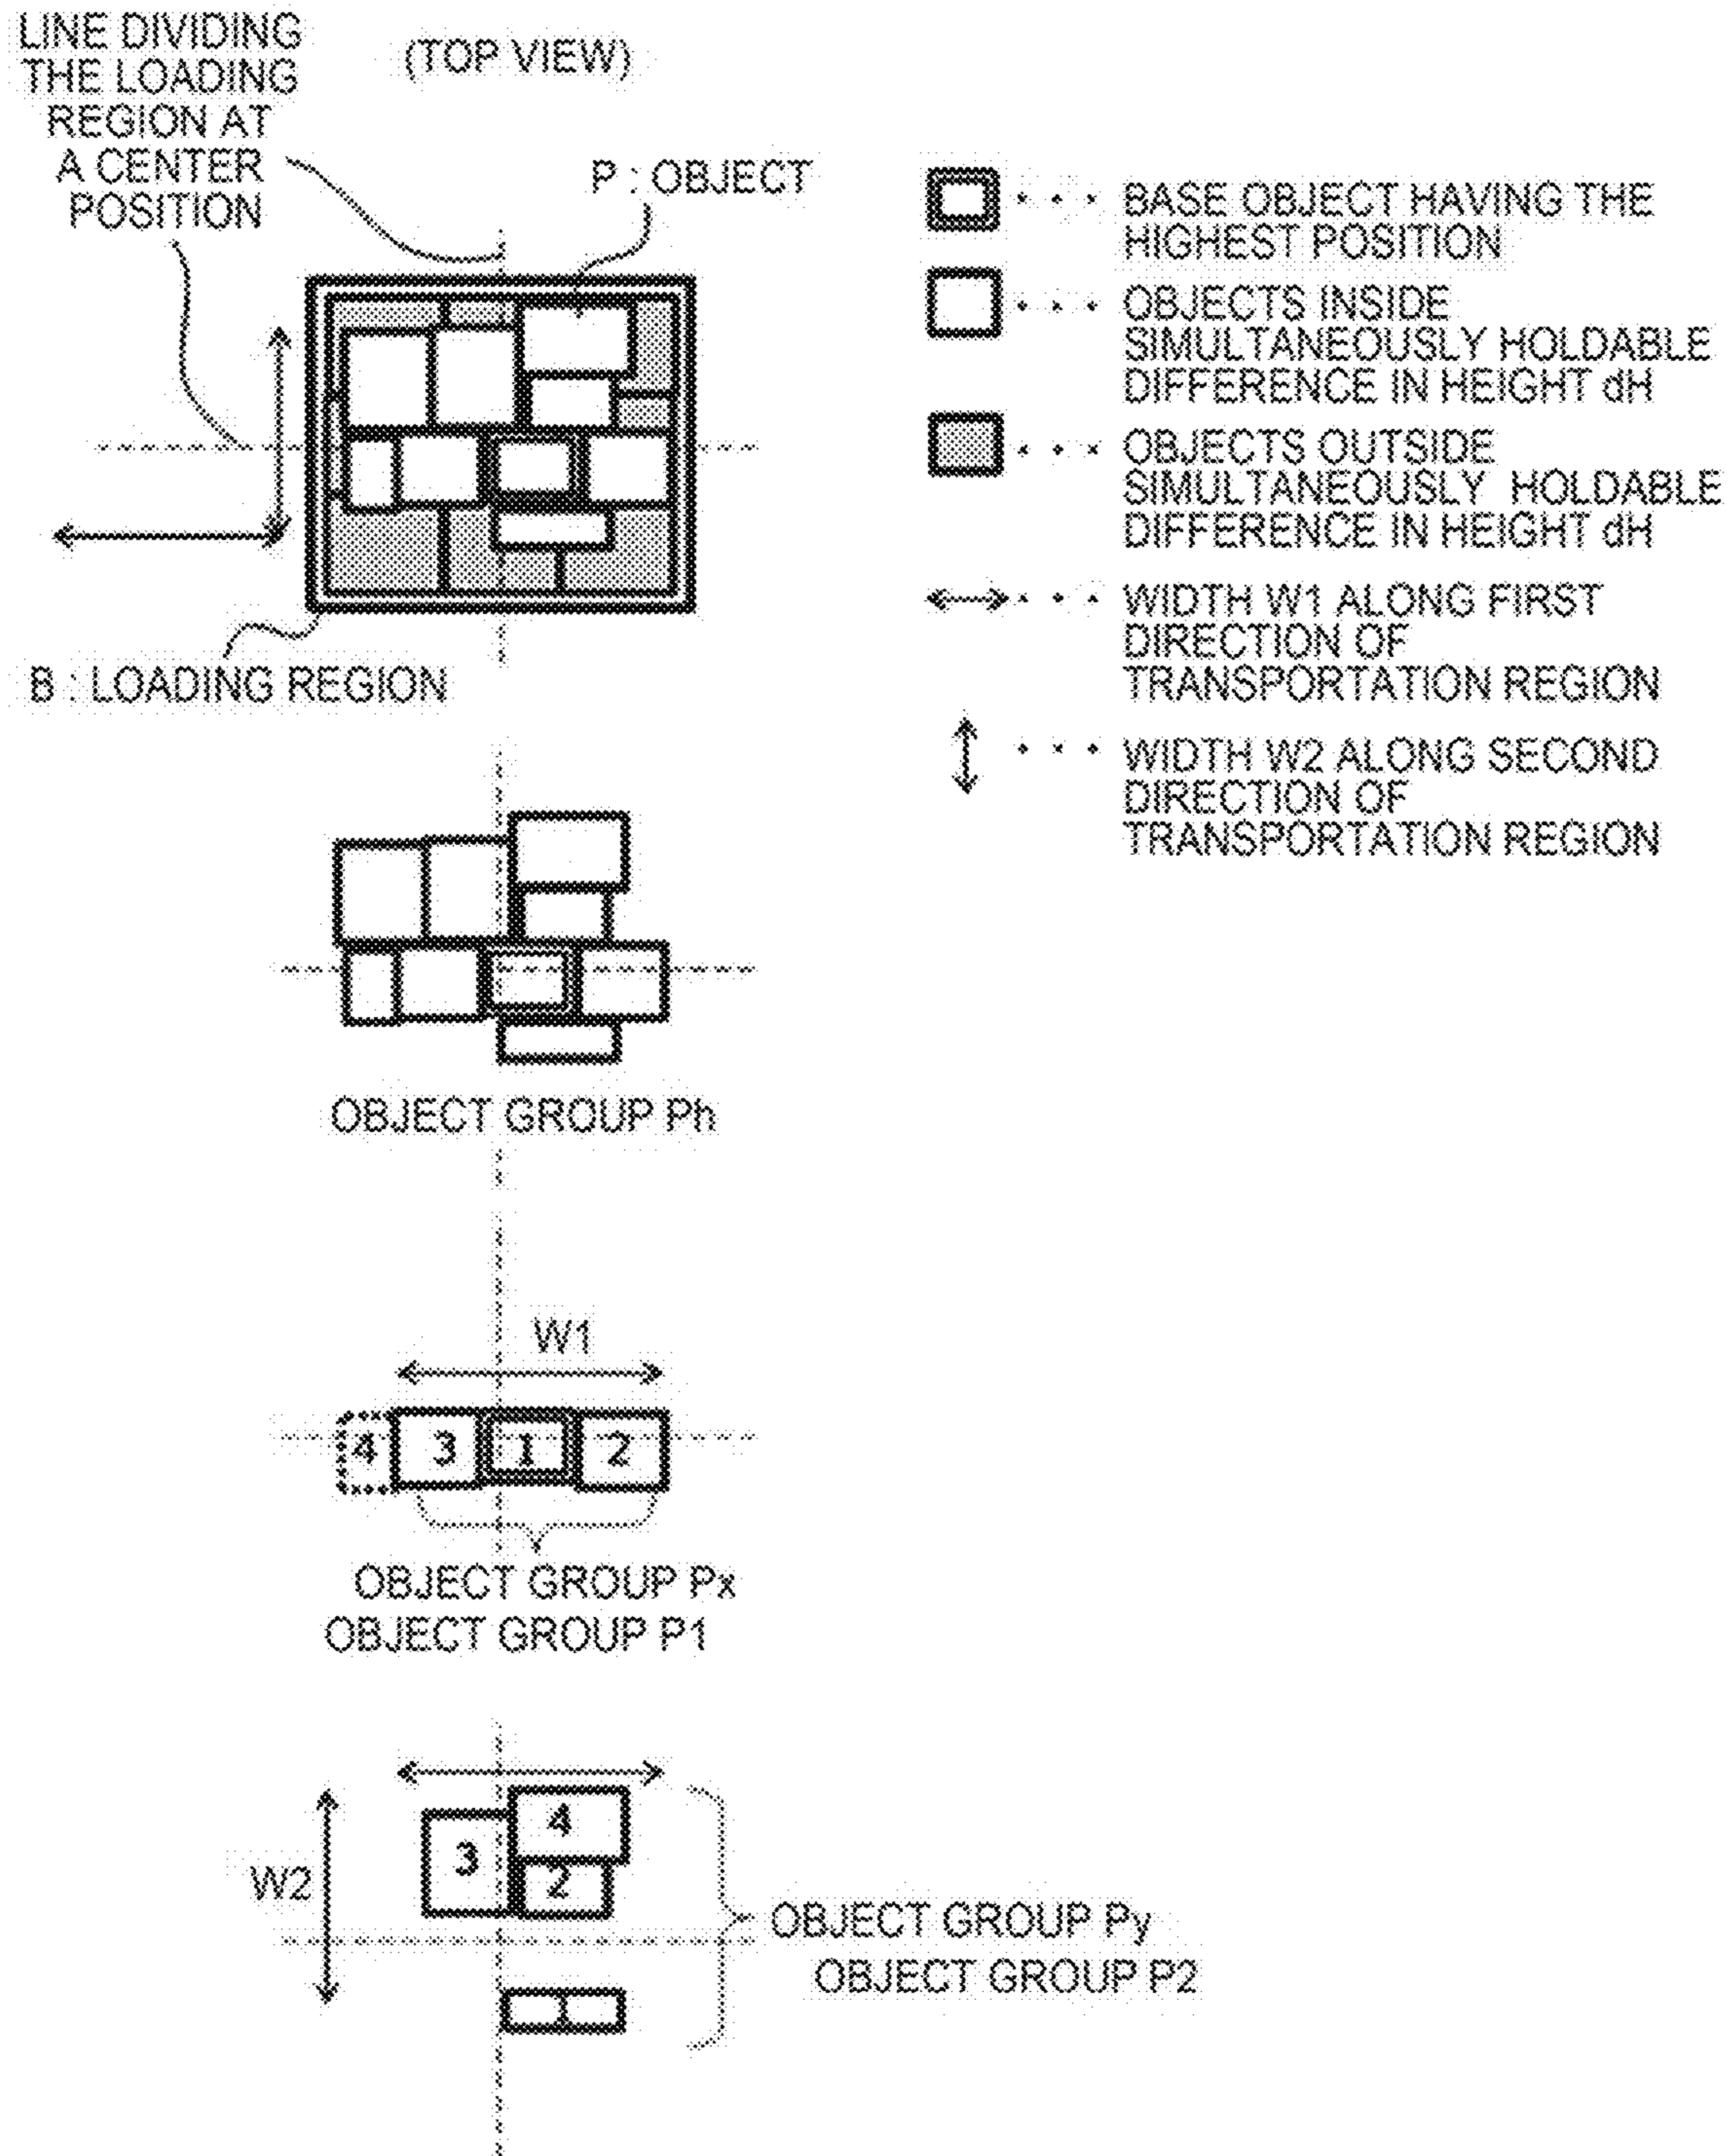 LINE DIVIDING
THE LOADING
REGION AT
A CENTER
POSITION
(TOP VIEW)
P : OBJECT
B : LOADING REGION
BASE OBJECT HAVING THE
HIGHEST POSITION
OBJECTS INSIDE
SIMULTANEOUSLY HOLDABLE
DIFFERENCE IN HEIGHT dH
OBJECTS OUTSIDE
SIMULTANEOUSLY HOLDABLE
DIFFERENCE IN HEIGHT dH
WIDTH W1 ALONG FIRST
DIRECTION OF
TRANSPORTATION REGION
WIDTH W2 ALONG SECOND
DIRECTION OF
TRANSPORTATION REGION
OBJECT GROUP Ph
W1
4 3 1 2
OBJECT GROUP Px
OBJECT GROUP P1
4
3
2
W2
OBJECT GROUP Py
OBJECT GROUP P2
1